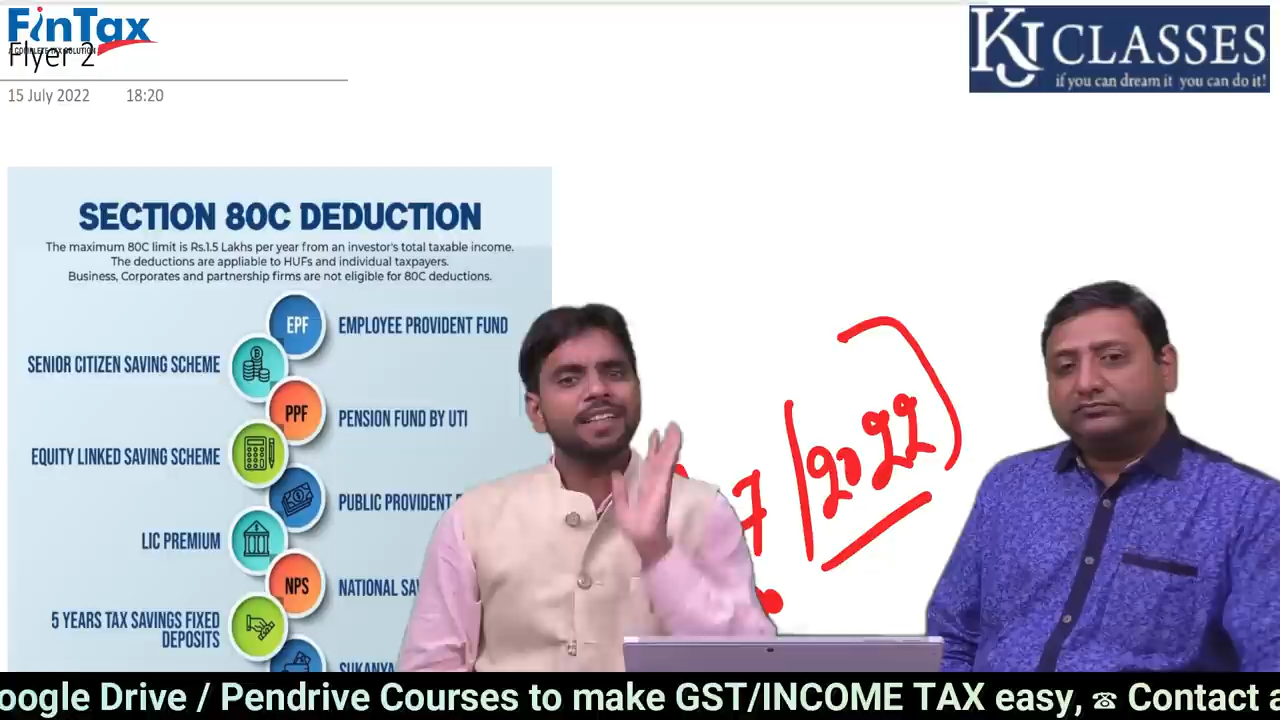 FinTax
A COMPLETE TAX SOLUTION
Flyer 2
15 July 2022 18:20
KJ CLASSES
if you can dream it you can do it!
SECTION 80C DEDUCTION
The maximum 80C limit is Rs.1.5 Lakhs per year from an investor's total taxable income.
The deductions are appliable to HUFs and individual taxpayers.
Business, Corporates and partnership firms are not eligible for 80C deductions.
EPF EMPLOYEE PROVIDENT FUND
SENIOR CITIZEN SAVING SCHEME
PPF PENSION FUND BY UTI
EQUITY LINKED SAVING SCHEME
PUBLIC PROVIDENT
LIC PREMIUM
NPS NATIONAL
5 YEARS TAX SAVINGS FIXED
DEPOSITS
SUKANYA
7/2022
oogle Drive / Pendrive Courses to make GST/INCOME TAX easy, ☎ Contact a